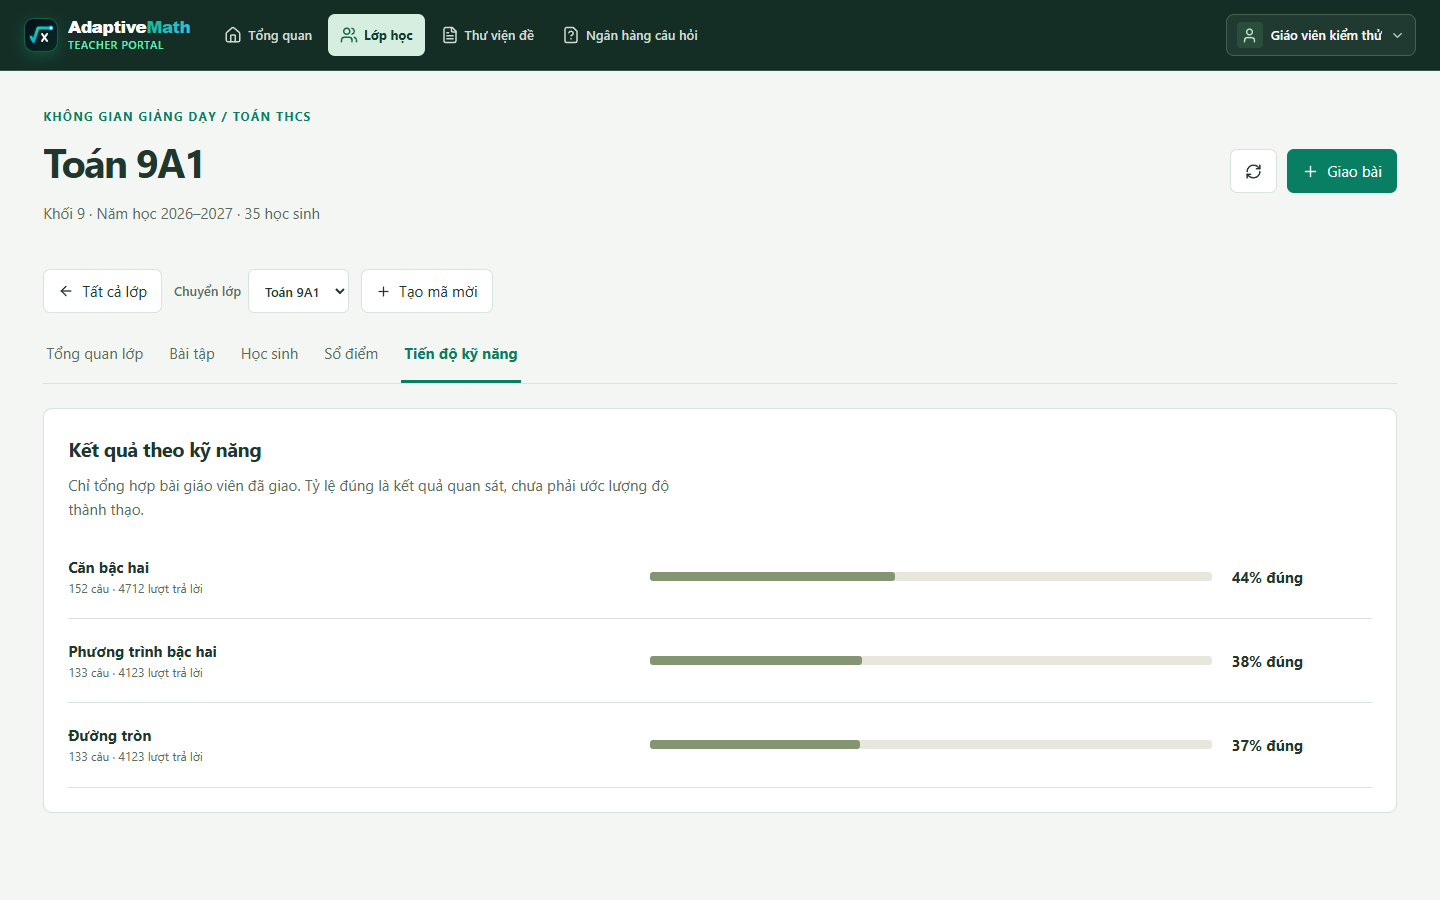 AdaptiveMath
TEACHER PORTAL
Tổng quan
Lớp học
Thư viện đề
Ngân hàng câu hỏi
Giáo viên kiểm thử
KHÔNG GIAN GIẢNG DẠY / TOÁN THCS
Toán 9A1
Giao bài
Khối 9 · Năm học 2026–2027 · 35 học sinh
Tất cả lớp
Chuyển lớp
Toán 9A1
Tạo mã mời
Tổng quan lớp
Bài tập
Học sinh
Sổ điểm
Tiến độ kỹ năng
Kết quả theo kỹ năng
Chỉ tổng hợp bài giáo viên đã giao. Tỷ lệ đúng là kết quả quan sát, chưa phải ước lượng độ
thành thạo.
Căn bậc hai
152 câu · 4712 lượt trả lời
44% đúng
Phương trình bậc hai
133 câu · 4123 lượt trả lời
38% đúng
Đường tròn
133 câu · 4123 lượt trả lời
37% đúng